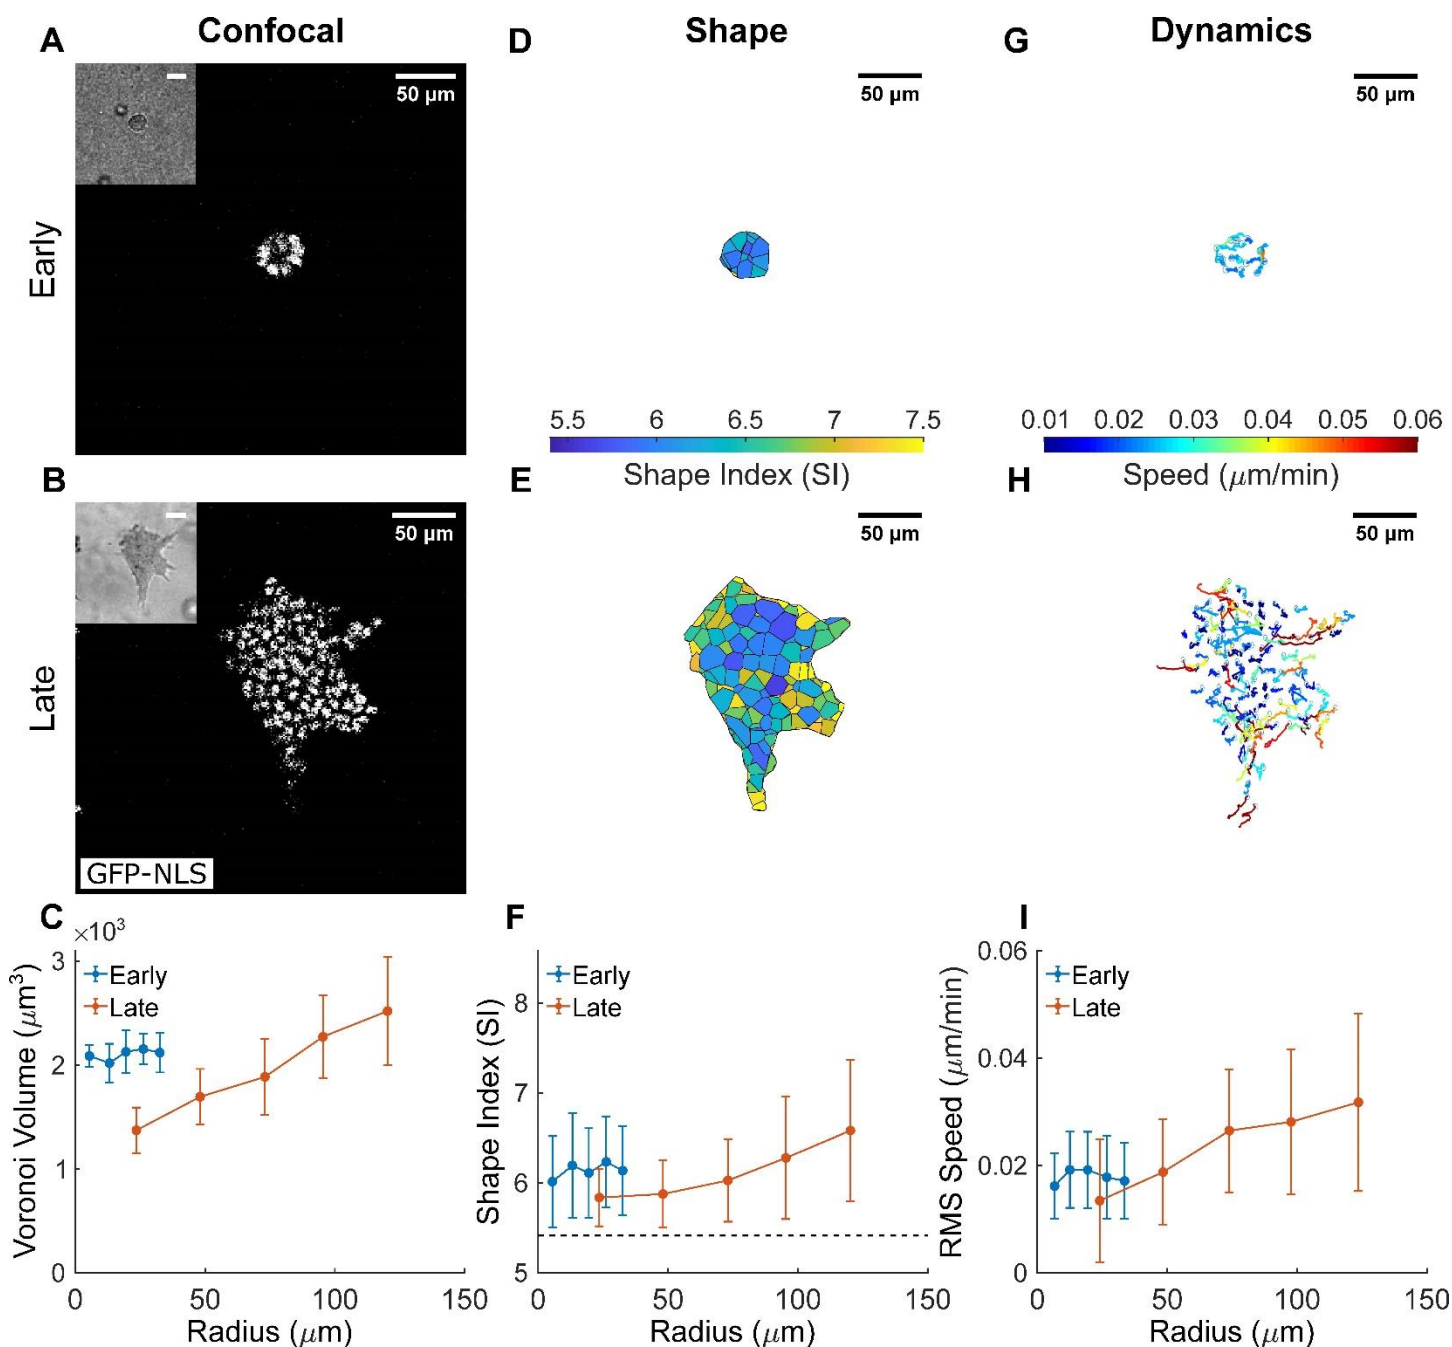 A
Confocal
D
Shape
G
Dynamics
50 μm
50 μm
50 μm
Early
5.5 6 6.5 7 7.5
Shape Index (SI)
0.01 0.02 0.03 0.04 0.05 0.06
Speed (μm/min)
B
E
H
50 μm
50 μm
50 μm
Late
GFP-NLS
C
×10³
3
2
1
0
Voronoi Volume (μm³)
Early
Late
0 50 100 150
Radius (μm)
F
8
7
6
5
Shape Index (SI)
Early
Late
0 50 100 150
Radius (μm)
I
0.06
0.04
0.02
0
RMS Speed (μm/min)
Early
Late
0 50 100 150
Radius (μm)